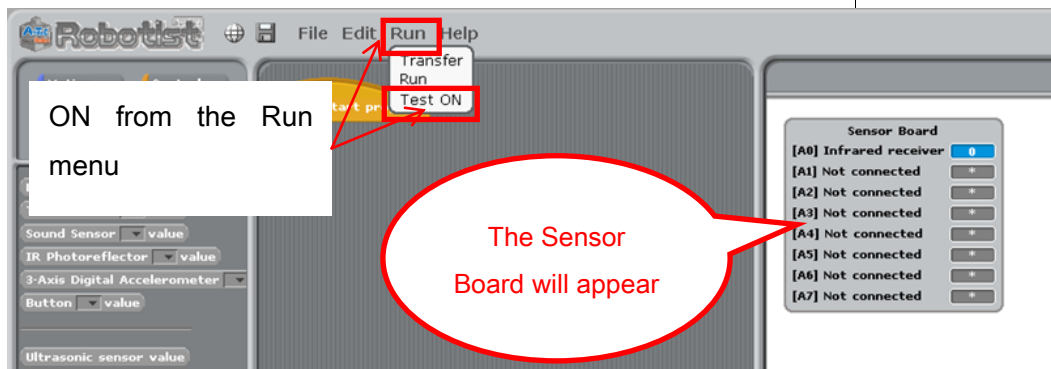 Robotist
File Edit Run Help
Transfer
Run
Test ON
ON from the Run
menu
Sound Sensor value
IR Photoreflector value
3-Axis Digital Accelerometer
Button value
Ultrasonic sensor value
The Sensor
Board will appear
Sensor Board
[A0] Infrared receiver 0
[A1] Not connected *
[A2] Not connected *
[A3] Not connected *
[A4] Not connected *
[A5] Not connected *
[A6] Not connected *
[A7] Not connected *